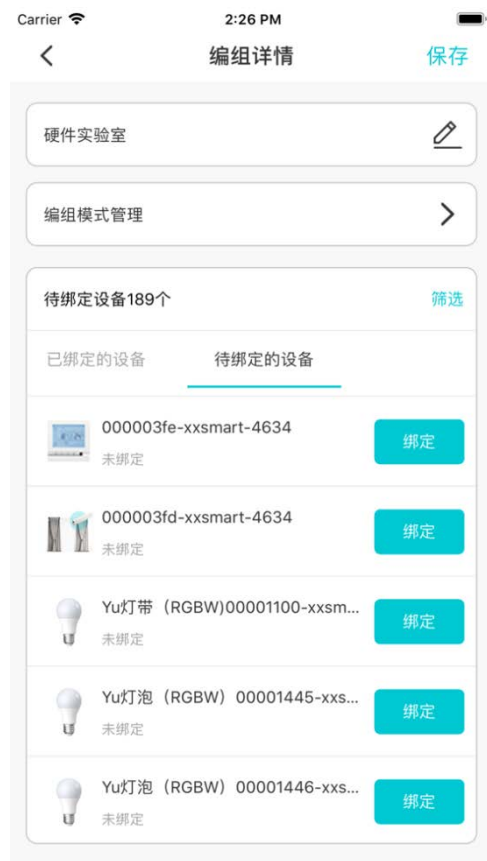 Carrier 2:26 PM
编组详情 保存
硬件实验室
编组模式管理
待绑定设备189个 筛选
已绑定的设备 待绑定的设备
000003fe-xxsmart-4634
未绑定
绑定
000003fd-xxsmart-4634
未绑定
绑定
Yu灯带（RGBW)00001100-xxsm...
未绑定
绑定
Yu灯泡（RGBW）00001445-xxs...
未绑定
绑定
Yu灯泡（RGBW）00001446-xxs...
未绑定
绑定